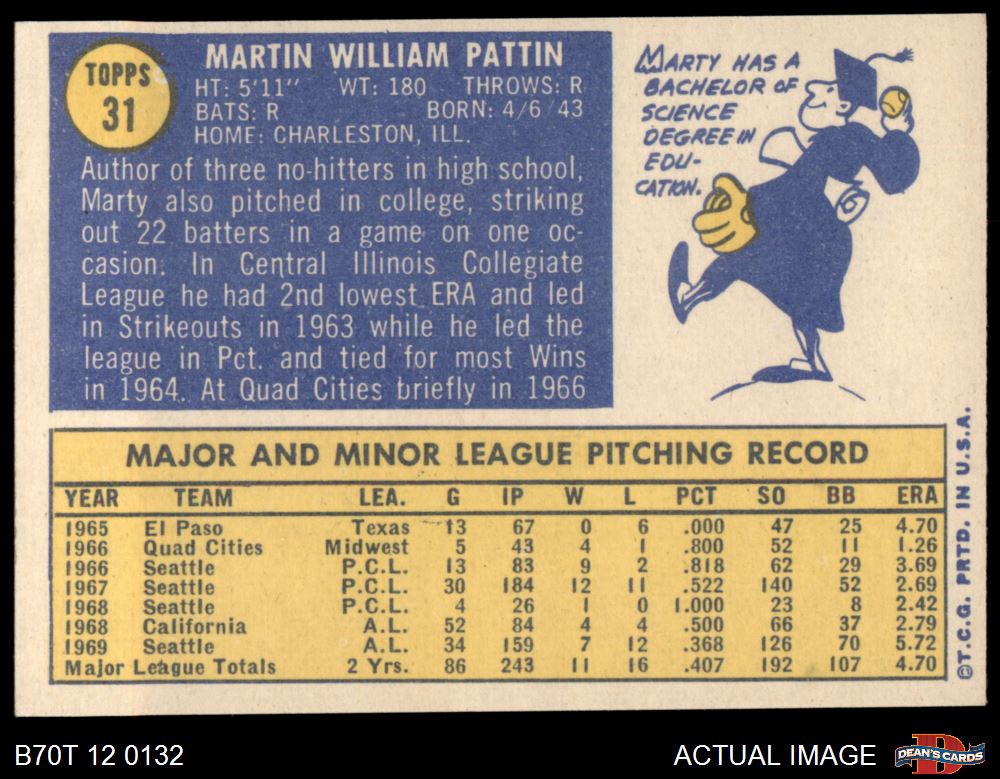 TOPPS
31
MARTIN WILLIAM PATTIN
HT: 5'11" WT: 180 THROWS: R
BATS: R BORN: 4/6/43
HOME: CHARLESTON, ILL.
Author of three no-hitters in high school,
Marty also pitched in college, striking
out 22 batters in a game on one oc-
casion. In Central Illinois Collegiate
League he had 2nd lowest ERA and led
in Strikeouts in 1963 while he led the
league in Pct. and tied for most Wins
in 1964. At Quad Cities briefly in 1966
MARTY HAS A
BACHELOR OF
SCIENCE
DEGREE IN
EDU-
CATION.
MAJOR AND MINOR LEAGUE PITCHING RECORD
YEAR TEAM LEA. G IP W L PCT SO BB ERA
1965 El Paso Texas 13 67 0 6 .000 47 25 4.70
1966 Quad Cities Midwest 5 43 4 1 .800 52 11 1.26
1966 Seattle P.C.L. 13 83 9 2 .818 62 29 3.69
1967 Seattle P.C.L. 30 184 12 11 .522 140 52 2.69
1968 Seattle P.C.L. 4 26 1 0 1.000 23 8 2.42
1968 California A.L. 52 84 4 4 .500 66 37 2.79
1969 Seattle A.L. 34 159 7 12 .368 126 70 5.72
Major League Totals 2 Yrs. 86 243 11 16 .407 192 107 4.70
©T.C.G. PRTD. IN U.S.A.
B70T 12 0132
ACTUAL IMAGE
DEAN'S CARDS